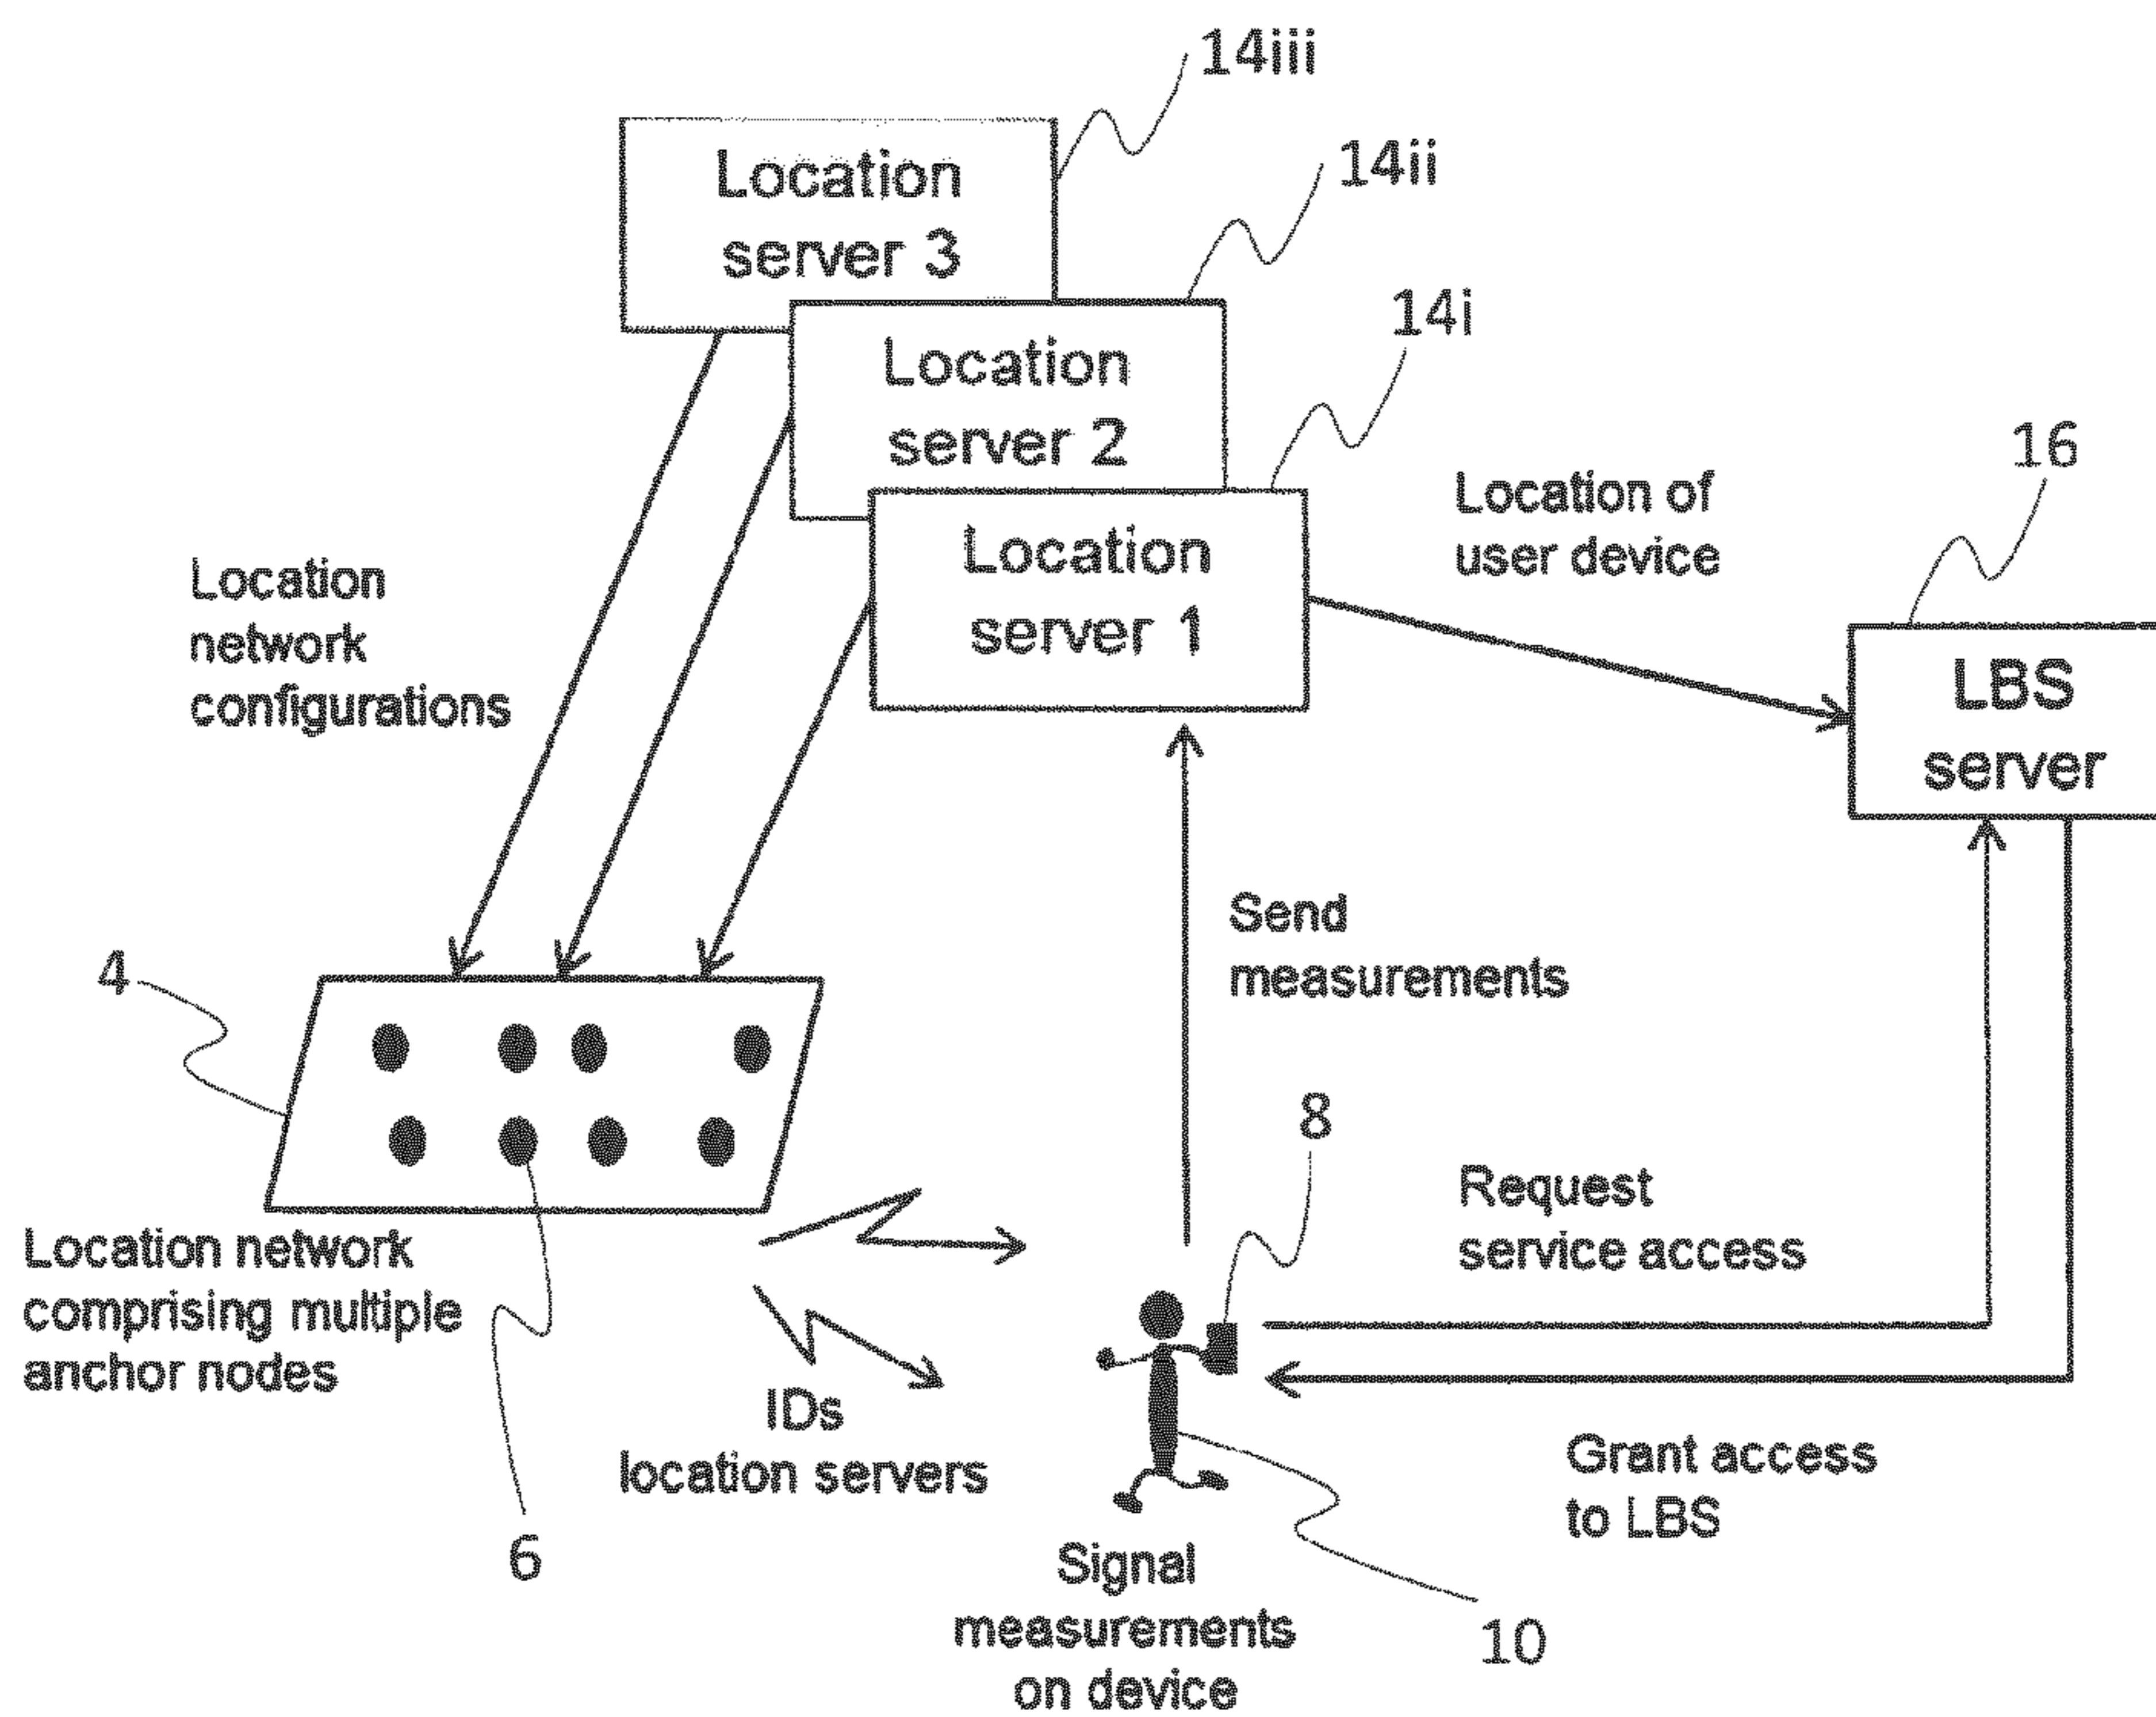 14iii
Location
server 3
14ii
Location
server 2
14i
Location
server 1
Location of
user device
16
LBS
server
Location
network
configurations
Send
measurements
4
8
Request
service access
Location network
comprising multiple
anchor nodes
IDs
location servers
Grant access
to LBS
6
Signal
measurements
on device
10